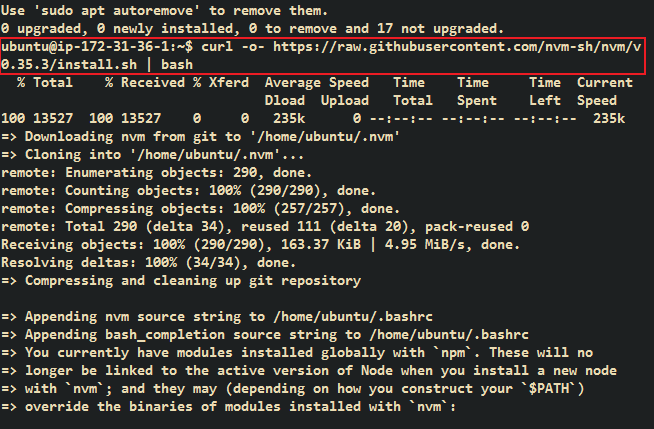 Use 'sudo apt autoremove' to remove them.
0 upgraded, 0 newly installed, 0 to remove and 17 not upgraded.
ubuntu@ip-172-31-36-1:~$ curl -o- https://raw.githubusercontent.com/nvm-sh/nvm/v
0.35.3/install.sh | bash
  % Total    % Received % Xferd  Average Speed   Time    Time     Time  Current
                                 Dload  Upload   Total   Spent    Left  Speed
100 13527  100 13527    0     0   235k      0 --:--:-- --:--:-- --:--:--  235k
=> Downloading nvm from git to '/home/ubuntu/.nvm'
=> Cloning into '/home/ubuntu/.nvm'...
remote: Enumerating objects: 290, done.
remote: Counting objects: 100% (290/290), done.
remote: Compressing objects: 100% (257/257), done.
remote: Total 290 (delta 34), reused 111 (delta 20), pack-reused 0
Receiving objects: 100% (290/290), 163.37 KiB | 4.95 MiB/s, done.
Resolving deltas: 100% (34/34), done.
=> Compressing and cleaning up git repository
=> Appending nvm source string to /home/ubuntu/.bashrc
=> Appending bash_completion source string to /home/ubuntu/.bashrc
=> You currently have modules installed globally with `npm`. These will no
=> longer be linked to the active version of Node when you install a new node
=> with `nvm`; and they may (depending on how you construct your `$PATH`)
=> override the binaries of modules installed with `nvm`: